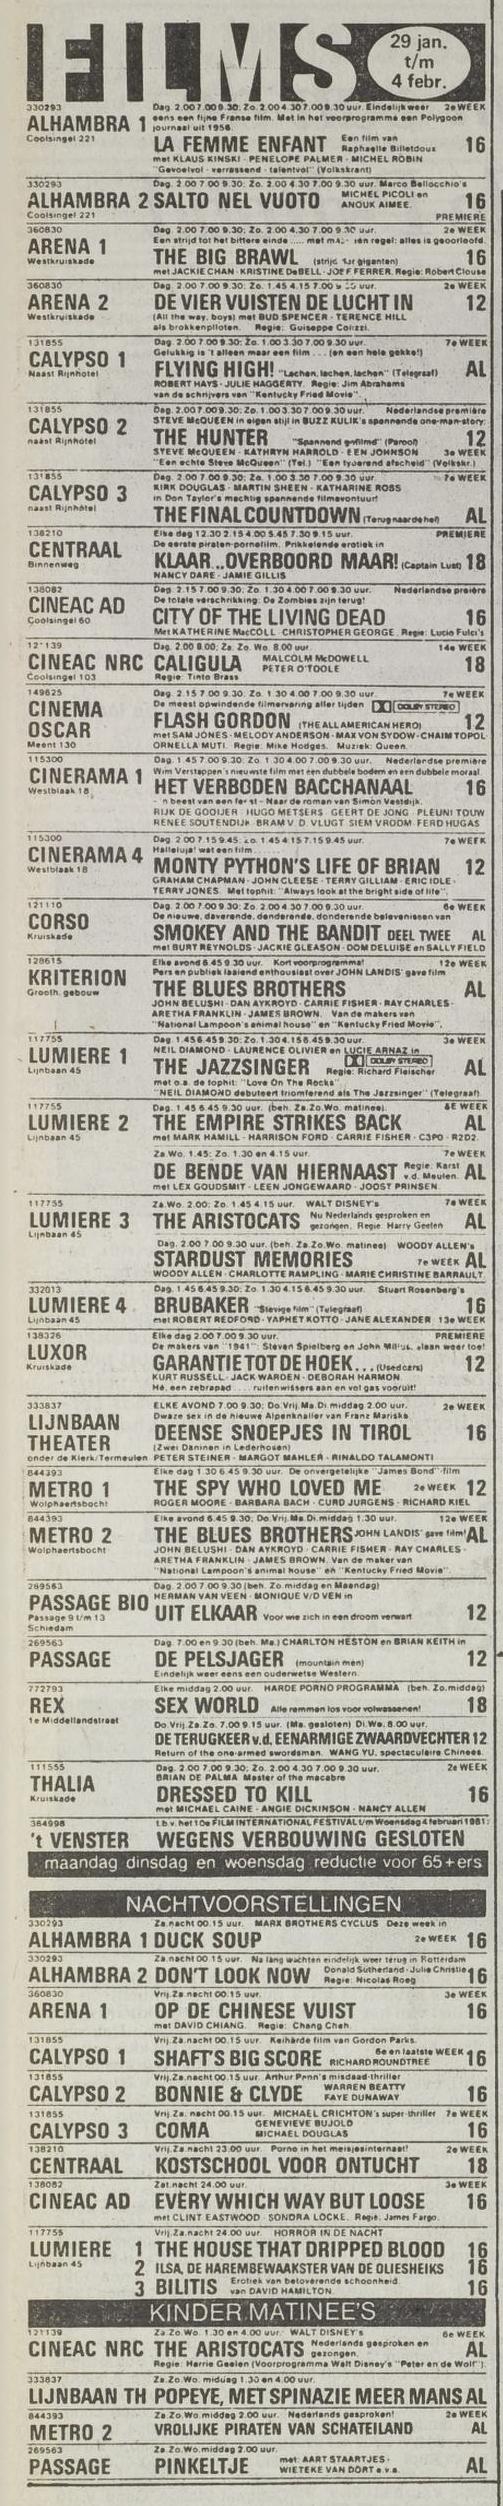 FILMS
29 jan.
t/m
4 febr.
330293 Dag. 2.00 7.00 9.30; Zo. 2.00 4.30 7.00 9.30 uur. Eindelijk weer 2e WEEK
ALHAMBRA 1 eens een fijne Franse film. Met in het voorprogramma een Polygoon
journaal uit 1956.
Coolsingel 221
LA FEMME ENFANT Een film van Raphaelle Billetdoux 16
met KLAUS KINSKI - PENELOPE PALMER - MICHEL ROBIN
"Gevoelvol - verrassend - talentvol" (Volkskrant)
330293 Dag. 2.00 7.00 9.30; Zo. 2.00 4.30 7.00 9.30 uur. Marco Bellocchio's
ALHAMBRA 2 SALTO NEL VUOTO MICHEL PICOLI en ANOUK AIMEE. 16
Coolsingel 221 PREMIERE
360830 Dag. 2.00 7.00 9.30; Zo. 2.00 4.30 7.00 9.30 uur. 2e WEEK
ARENA 1 Een strijd tot het bittere einde ..... met maar één regel: alles is geoorloofd.
Westkruiskade THE BIG BRAWL (strijd der giganten) 16
met JACKIE CHAN - KRISTINE DeBELL - JOSE FERRER. Regie: Robert Clouse
360830 Dag. 2.00 7.00 9.30; Zo. 1.45 4.15 7.00 uur. 2e WEEK
ARENA 2 DE VIER VUISTEN DE LUCHT IN 12
Westkruiskade (All the way, boys) met BUD SPENCER - TERENCE HILL
als brokkenpiloten. Regie: Guiseppe Colizzi.
131855 Dag. 2.00 7.00 9.30; Zo. 1.00 3.30 7.00 9.30 uur. 7e WEEK
CALYPSO 1 Gelukkig is 't alleen maar een film . . . (en een hele gekke!)
Naast Rijnhotel FLYING HIGH! "Lachen, lachen, lachen" (Telegraaf) AL
ROBERT HAYS - JULIE HAGGERTY. Regie: Jim Abrahams
van de schrijvers van "Kentucky Fried Movie".
131855 Dag. 2.00 7.00 9.30; Zo. 1.00 3.30 7.00 9.30 uur. Nederlandse première
CALYPSO 2 STEVE McQUEEN in eigen stijl in BUZZ KULIK's spannende one-man-story:
naast Rijnhotel THE HUNTER "Spannend gefilmd" (Parool) 12
STEVE McQUEEN - KATHRYN HARROLD - BEN JOHNSON 3e WEEK
"Een echte Steve McQueen" (Tel.) "Een typerend afscheid" (Volkskr.)
131855 Dag. 2.00 7.00 9.30; Zo. 1.00 3.30 7.00 9.30 uur. 7e WEEK
CALYPSO 3 KIRK DOUGLAS - MARTIN SHEEN - KATHARINE ROSS
in Don Taylor's machtig spannende filmavontuur!
naast Rijnhotel THE FINAL COUNTDOWN (Terug naar de hel) AL
138210 Elke dag 12.30 2.15 4.00 5.45 7.30 9.15 uur. PREMIERE
CENTRAAL De eerste piraten-pornofilm. Prikkelende erotiek in
Binnenweg KLAAR...OVERBOORD MAAR! (Captain Lust) 18
NANCY DARE - JAMIE GILLIS
138082 Dag. 2.15 7.00 9.30; Zo. 1.30 4.00 7.00 9.30 uur. Nederlandse preière
CINEAC AD De totale verschrikking: De Zombies zijn terug!
Coolsingel 60 CITY OF THE LIVING DEAD 16
Met KATHERINE MacCOLL - CHRISTOPHER GEORGE. Regie: Lucio Fulci's
121139 Dag. 2.00 8.00; Za. Zo. Wo. 8.00 uur. 14e WEEK
CINEAC NRC CALIGULA MALCOLM McDOWELL PETER O'TOOLE 18
Coolsingel 103 Regie: Tinto Brass
149625 Dag. 2.15 7.00 9.30; Zo. 1.30 4.00 7.00 9.30 uur. 7e WEEK
CINEMA De meest opwindende filmervaring aller tijden DOLBY STEREO
OSCAR FLASH GORDON (THE ALL AMERICAN HERO) 12
Meent 130 met SAM JONES - MELODY ANDERSON - MAX VON SYDOW - CHAIM TOPOL
ORNELLA MUTI. Regie: Mike Hodges. Muziek: Queen.
115300 Dag. 1.45 7.00 9.30; Zo. 1.30 4.00 7.00 9.30 uur. Nederlandse première
CINERAMA 1 Wim Verstappen's nieuwste film met een dubbele bodem en een dubbele moraal
Westblaak 18 HET VERBODEN BACCHANAAL 16
'n beest van een feest - Naar de roman van Simon Vestdijk.
RIJK DE GOOIJER - HUGO METSERS - GEERT DE JONG - PLEUNI TOUW
RENEE SOUTENDIJK - BRAM V.D. VLUGT - SIEM VROOM - FERD HUGAS
115300 Dag. 2.00 7.15 9.45; Zo. 1.45 4.15 7.15 9.45 uur. 7e WEEK
CINERAMA 4 Halleluja! wat een film ........
Westblaak 18 MONTY PYTHON'S LIFE OF BRIAN 12
GRAHAM CHAPMAN - JOHN CLEESE - TERRY GILLIAM - ERIC IDLE -
TERRY JONES. Met tophit: "Always look at the bright side of life".
121110 Dag. 2.00 7.00 9.30; Zo. 2.00 4.30 7.00 9.30 uur. 6e WEEK
CORSO De nieuwe, daverende, denderende, donderende belevenissen van
Kruiskade SMOKEY AND THE BANDIT DEEL TWEE AL
met BURT REYNOLDS - JACKIE GLEASON - DOM DELUISE en SALLY FIELD
128615 Elke avond 6.45 9.30 uur. Kort voorprogramma! 12e WEEK
KRITERION Pers en publiek laaiend enthousiast over JOHN LANDIS' gave film
Grooth. gebouw THE BLUES BROTHERS AL
JOHN BELUSHI - DAN AYKROYD - CARRIE FISHER - RAY CHARLES -
ARETHA FRANKLIN - JAMES BROWN. Van de makers van
"National Lampoon's animal house" en "Kentucky Fried Movie".
117755 Dag. 1.45 6.45 9.30 uur; Zo. 1.30 4.15 6.45 9.30 uur. 3e WEEK
LUMIERE 1 NEIL DIAMOND - LAURENCE OLIVIER en LUCIE ARNAZ in
DOLBY STEREO
Lijnbaan 45 THE JAZZSINGER Regie: Richard Fleischer AL
met o.a. de tophit: "Love On The Rocks"
"NEIL DIAMOND debuteert triomferend als The Jazzsinger" (Telegraaf)
117755 Dag. 1.45 6.45 9.30 uur. (beh. Za. Zo. Wo. matinee). 6E WEEK
LUMIERE 2 THE EMPIRE STRIKES BACK AL
Lijnbaan 45 met MARK HAMILL - HARRISON FORD - CARRIE FISHER - C3PO - R2D2.
Za. Wo. 1.45; Zo. 1.30 en 4.15 uur. 7e WEEK
DE BENDE VAN HIERNAAST Regie: Karst v.d. Meulen. AL
met LEX GOUDSMIT - LEEN JONGEWAARD - JOOST PRINSEN.
117755 Za. Wo. 2.00; Zo. 1.45 4.15 uur. WALT DISNEY's 7e WEEK
LUMIERE 3 THE ARISTOCATS Nu Nederlands gesproken en gezongen. Regie: Harry Geelen AL
Lijnbaan 45
Dag. 2.00 7.00 9.30 uur. (beh. Za. Zo. Wo. matinee) WOODY ALLEN's
STARDUST MEMORIES 7e WEEK AL
WOODY ALLEN - CHARLOTTE RAMPLING - MARIE CHRISTINE BARRAULT.
332013 Dag. 1.45 6.45 9.30 uur; Zo. 1.30 4.15 6.45 9.30 uur. Stuart Rosenberg's
LUMIERE 4 BRUBAKER "Stevige film" (Telegraaf) 16
Lijnbaan 45 met ROBERT REDFORD - YAPHET KOTTO - JANE ALEXANDER 13e WEEK
138326 Elke dag 2.00 7.00 9.30 uur. PREMIERE
LUXOR De makers van "1941": Steven Spielberg en John Milius, slaan weer toe!
Kruiskade GARANTIE TOT DE HOEK... (Used cars) 12
KURT RUSSELL - JACK WARDEN - DEBORAH HARMON.
Hé, een zebrapad .... ruitenwissers aan en vol gas vooruit!
333837 ELKE AVOND 7.00 9.30; Do. Vrij. Ma. Di. middag 2.00 uur. 2e WEEK
LIJNBAAN Dwaze sex in de nieuwe Alpenknaller van Franz Mariska
THEATER DEENSE SNOEPJES IN TIROL 16
(Zwei Daninen in Lederhosen)
onder de Klerk/Termeulen PETER STEINER - MARGOT MAHLER - RINALDO TALAMONTI
844393 Elke dag 1.30 6.45 9.30 uur. De onvergetelijke "James Bond"-film
METRO 1 THE SPY WHO LOVED ME 2e WEEK 12
Wolphaertsbocht ROGER MOORE - BARBARA BACH - CURD JURGENS - RICHARD KIEL
844393 Elke avond 6.45 9.30; Do. Vrij. Ma. Di. middag 1.30 uur. 12e WEEK
METRO 2 THE BLUES BROTHERS JOHN LANDIS' gave film! AL
Wolphaertsbocht JOHN BELUSHI - DAN AYKROYD - CARRIE FISHER - RAY CHARLES -
ARETHA FRANKLIN - JAMES BROWN. Van de maker van
"National Lampoon's animal house" en "Kentucky Fried Movie".
269563 Dag. 2.00 7.00 9.30 (beh. Zo. middag en Maandag)
PASSAGE BIO HERMAN VAN VEEN - MONIQUE V/D VEN in
Passage 9 t/m 13 UIT ELKAAR Voor wie zich in een droom verwart 12
Schiedam
269563 Dag. 7.00 en 9.30 (beh. Ma.) CHARLTON HESTON en BRIAN KEITH in
PASSAGE DE PELSJAGER (mountain men) 12
Eindelijk weer eens een ouderwetse Western.
772793 Elke middag 2.00 uur. HARDE PORNO PROGRAMMA (beh. Zo. middag)
REX SEX WORLD Alle remmen los voor volwassenen! 18
1e Middellandstraat
Do. Vrij. Za. Zo. 7.00 9.15 uur. (Ma. gesloten) Di. Wo. 8.00 uur.
DE TERUGKEER v.d. EENARMIGE ZWAARDVECHTER 12
Return of the one-armed swordsman. WANG YU, spectaculaire Chinees.
111555 Dag. 2.00 7.00 9.30; Zo. 2.00 4.30 7.00 9.30 uur. 2e WEEK
THALIA BRIAN DE PALMA Master of the macabre
Kruiskade DRESSED TO KILL 16
met MICHAEL CAINE - ANGIE DICKINSON - NANCY ALLEN
364998 t.b.v. het 10e FILM INTERNATIONAL FESTIVAL t/m Woensdag 4 februari 1981:
't VENSTER WEGENS VERBOUWING GESLOTEN
maandag dinsdag en woensdag reductie voor 65+ers
NACHTVOORSTELLINGEN
330293 Za. nacht 00.15 uur. MARX BROTHERS CYCLUS Deze week in
ALHAMBRA 1 DUCK SOUP 2e WEEK 16
330293 Za. nacht 00.15 uur. Na lang wachten eindelijk weer terug in Rotterdam
ALHAMBRA 2 DON'T LOOK NOW Donald Sutherland - Julie Christie Regie: Nicolas Roeg 16
360830 Vrij. Za. nacht 00.15 uur. 3e WEEK
ARENA 1 OP DE CHINESE VUIST 16
met DAVID CHIANG. Regie: Chang Cheh.
131855 Vrij. Za. nacht 00.15 uur. Keiharde film van Gordon Parks.
CALYPSO 1 SHAFT'S BIG SCORE 6e en laatste WEEK RICHARD ROUNDTREE 16
131855 Vrij. Za. nacht 00.15 uur. Arthur Penn's misdaad-thriller
CALYPSO 2 BONNIE & CLYDE WARREN BEATTY FAYE DUNAWAY 16
131855 Vrij. Za. nacht 00.15 uur. MICHAEL CRICHTON's super-thriller 7e WEEK
CALYPSO 3 COMA GENEVIEVE BUJOLD MICHAEL DOUGLAS 16
138210 Vrij. Za. nacht 23.00 uur. Porno in het meisjesinternaat! 2e WEEK
CENTRAAL KOSTSCHOOL VOOR ONTUCHT 18
138082 Zat. nacht 24.00 uur. 3e WEEK
CINEAC AD EVERY WHICH WAY BUT LOOSE 16
met CLINT EASTWOOD - SONDRA LOCKE. Regie: James Fargo.
117755 Vrij. Za. nacht 24.00 uur. HORROR IN DE NACHT
LUMIERE 1 THE HOUSE THAT DRIPPED BLOOD 16
Lijnbaan 45 2 ILSA, DE HAREMBEWAAKSTER VAN DE OLIESHEIKS 16
3 BILITIS Erotiek van betoverende schoonheid. van DAVID HAMILTON. 16
KINDER MATINEE'S
121139 Za. Zo. Wo. 1.30 en 4.00 uur. WALT DISNEY's 6e WEEK
CINEAC NRC THE ARISTOCATS Nederlands gesproken en gezongen. AL
Regie: Harrie Geelen (Voorprogramma Walt Disney's "Peter en de Wolf").
333837 Za. Zo. Wo. middag 1.30 en 4.00 uur.
LIJNBAAN TH POPEYE, MET SPINAZIE MEER MANS AL
844393 Za. Zo. Wo. middag 2.00 uur. Nederlands gesproken! 2e WEEK
METRO 2 VROLIJKE PIRATEN VAN SCHATEILAND AL
269563 Za. Zo. Wo. middag 2.00 uur.
PASSAGE PINKELTJE met: AART STAARTJES - WIETEKE VAN DORT e.v.a. AL